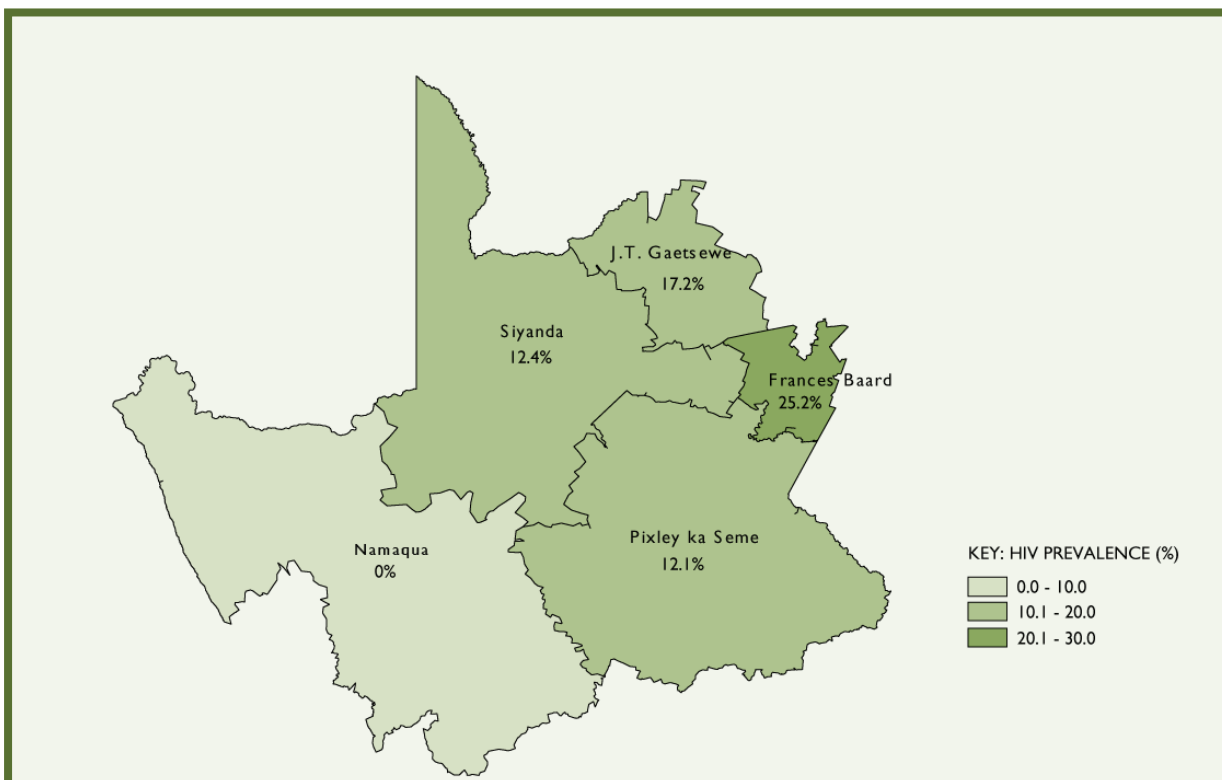 J.T. Gaetsewe
17.2%
Siyanda
12.4%
Frances Baard
25.2%
Pixley ka Seme
12.1%
Namaqua
0%
KEY: HIV PREVALENCE (%)
0.0 - 10.0
10.1 - 20.0
20.1 - 30.0